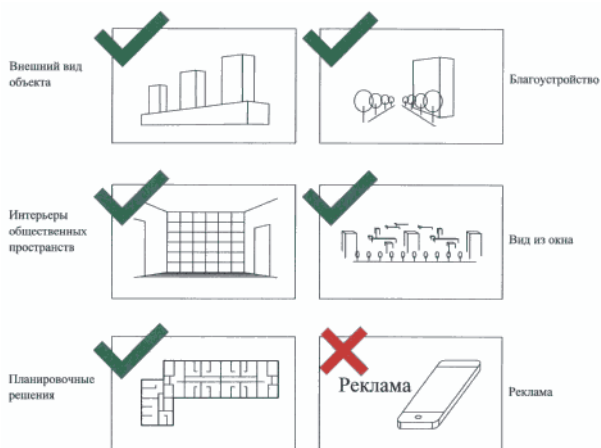 Внешний вид
объекта
Благоустройство
Интерьеры
общественных
пространств
Вид из окна
Планировочные
решения
Реклама
Реклама